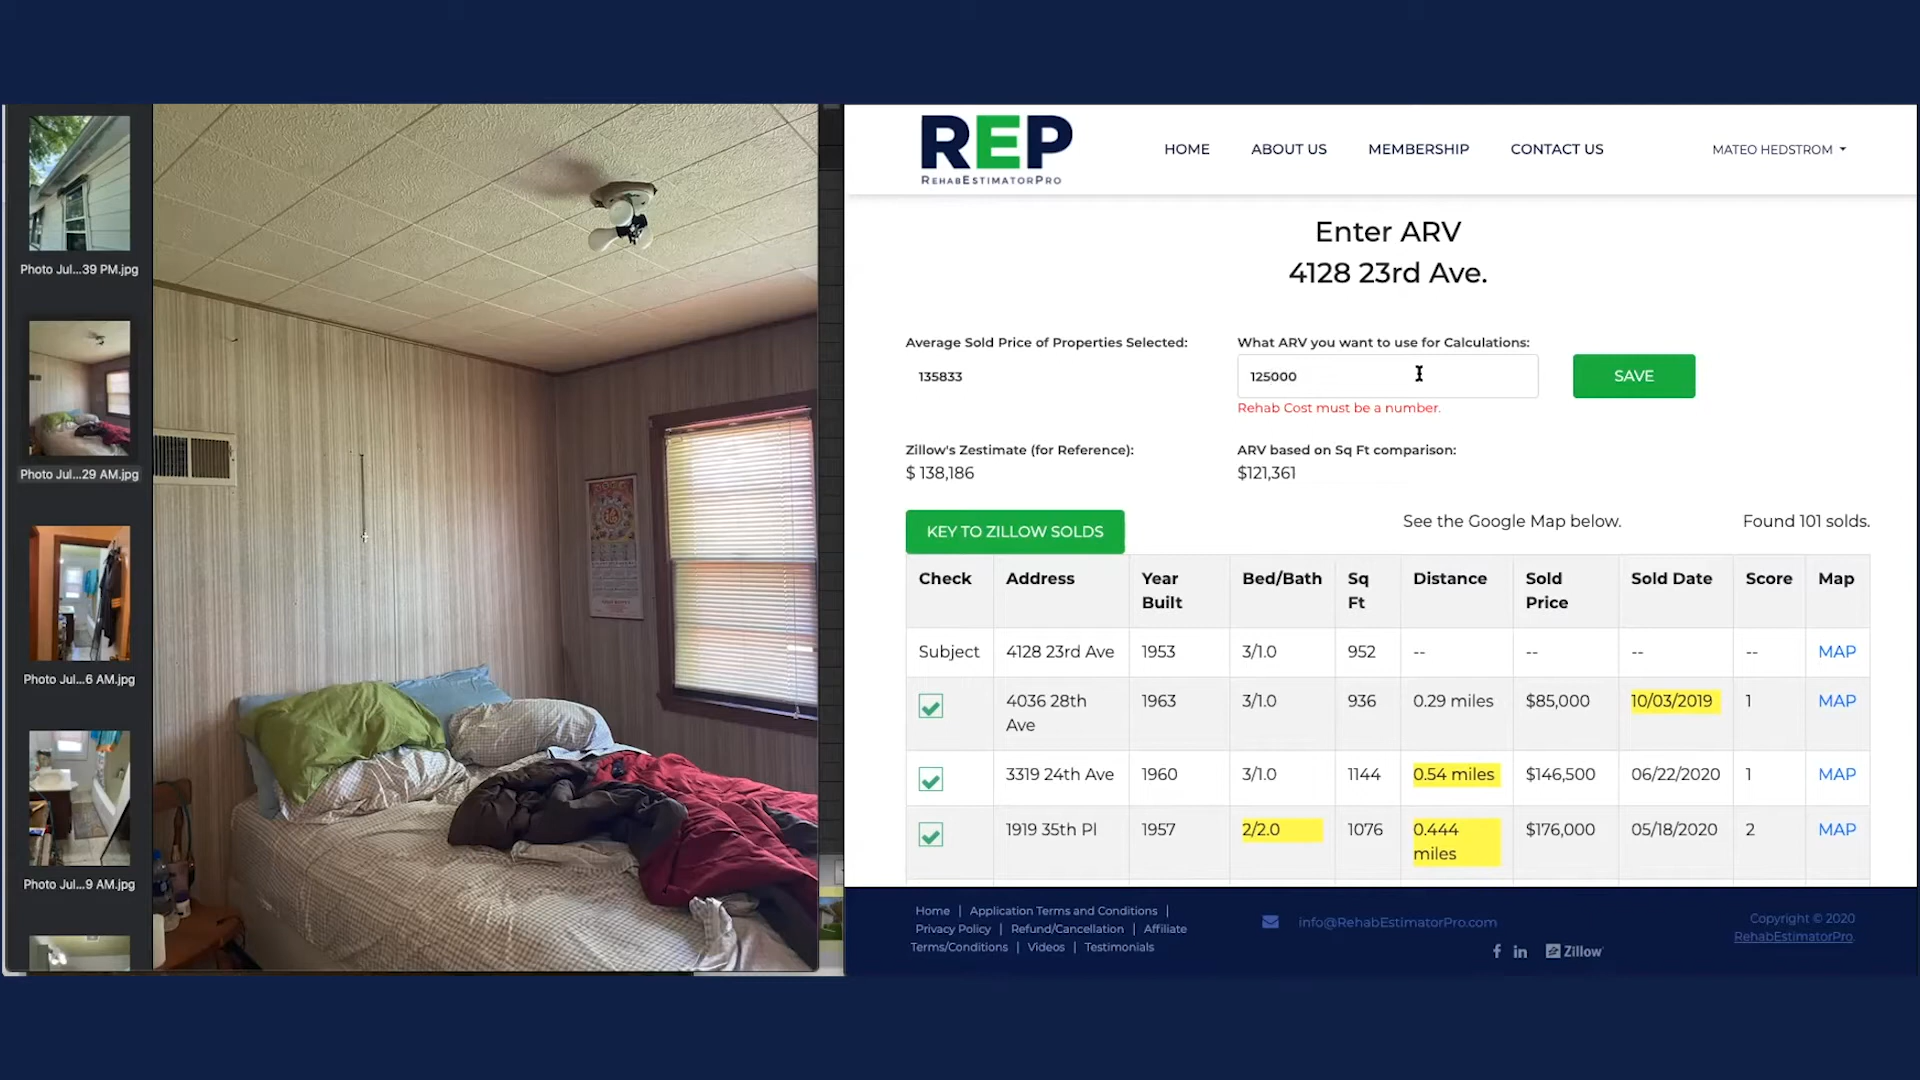 Photo Jul...39 PM.jpg
Photo Jul...29 AM.jpg
Photo Jul...6 AM.jpg
Photo Jul...9 AM.jpg
REP
REHABESTIMATORPRO
HOME
ABOUT US
MEMBERSHIP
CONTACT US
MATEO HEDSTROM
Enter ARV
4128 23rd Ave.
Average Sold Price of Properties Selected:
What ARV you want to use for Calculations:
135833
125000
SAVE
Rehab Cost must be a number.
Zillow's Zestimate (for Reference):
ARV based on Sq Ft comparison:
$ 138,186
$121,361
KEY TO ZILLOW SOLDS
See the Google Map below.
Found 101 solds.
Check Address Year Built Bed/Bath Sq Ft Distance Sold Price Sold Date Score Map
Subject 4128 23rd Ave 1953 3/1.0 952 -- -- -- -- MAP
4036 28th Ave 1963 3/1.0 936 0.29 miles $85,000 10/03/2019 1 MAP
3319 24th Ave 1960 3/1.0 1144 0.54 miles $146,500 06/22/2020 1 MAP
1919 35th Pl 1957 2/2.0 1076 0.444 miles $176,000 05/18/2020 2 MAP
Home | Application Terms and Conditions |
Privacy Policy | Refund/Cancellation | Affiliate
Terms/Conditions | Videos | Testimonials
info@RehabEstimatorPro.com
Zillow
Copyright © 2020
RehabEstimatorPro.